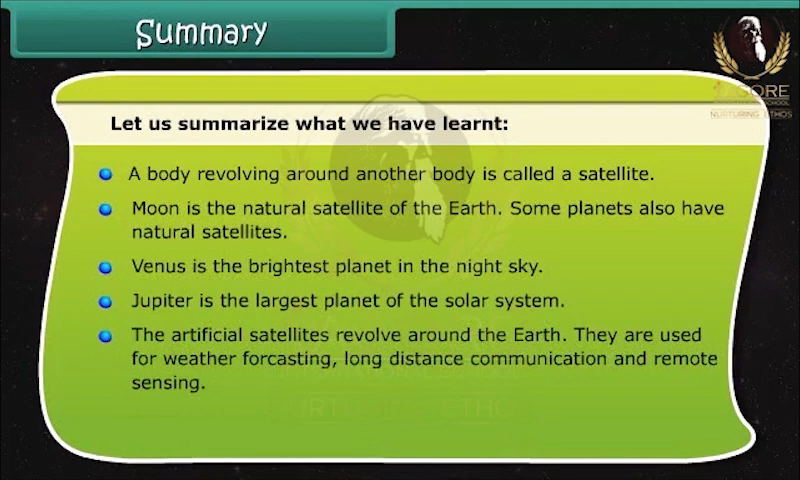 Summary
GORE
NURTURING ETHOS
Let us summarize what we have learnt:
A body revolving around another body is called a satellite.
Moon is the natural satellite of the Earth. Some planets also have
natural satellites.
Venus is the brightest planet in the night sky.
Jupiter is the largest planet of the solar system.
The artificial satellites revolve around the Earth. They are used
for weather forcasting, long distance communication and remote
sensing.